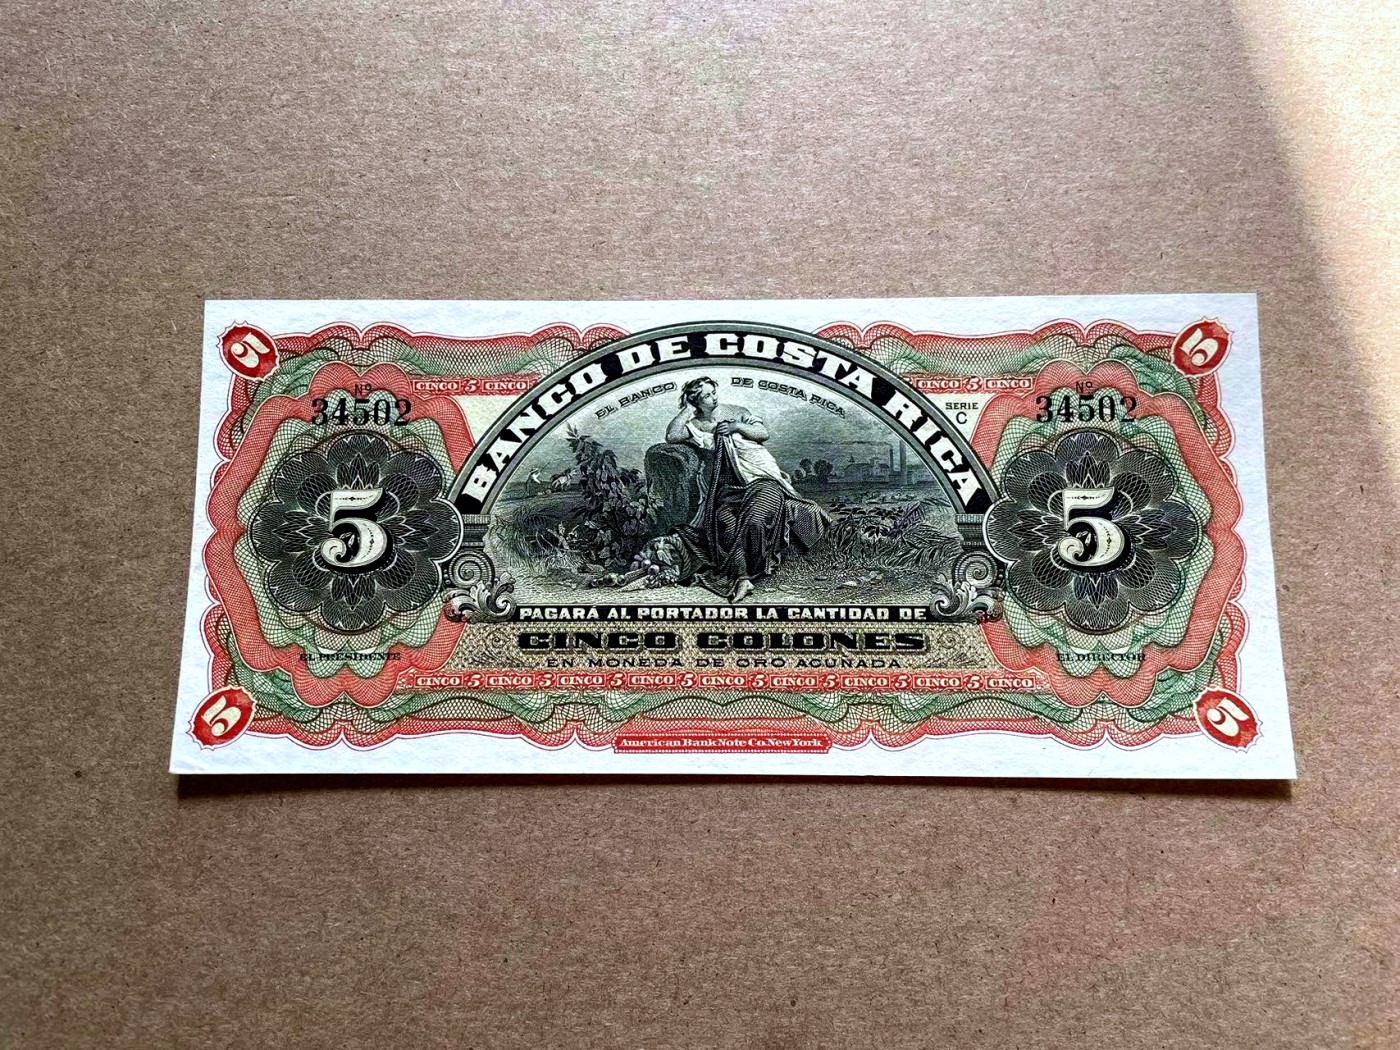 5
5
BANCO DE COSTA RICA
EL BANCO DE COSTA RICA
CINCO 5 CINCO
CINCO 5 CINCO
Nº
34502
SERIE
C
Nº
34502
5
5
PAGARÁ AL PORTADOR LA CANTIDAD DE
CINCO COLONES
EN MONEDA DE ORO ACUÑADA
EL PRESIDENTE
EL DIRECTOR
CINCO 5 CINCO 5 CINCO 5 CINCO 5 CINCO 5 CINCO 5 CINCO 5 CINCO 5 CINCO
5
5
American Bank Note Co. New York.